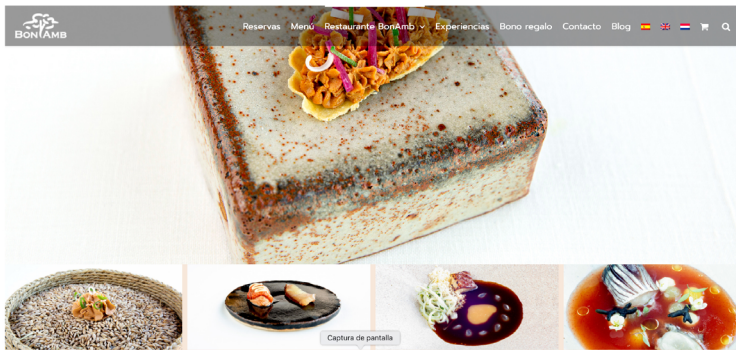 BONAMB
Reservas Menú Restaurante BonAmb Experiencias Bono regalo Contacto Blog
Captura de pantalla